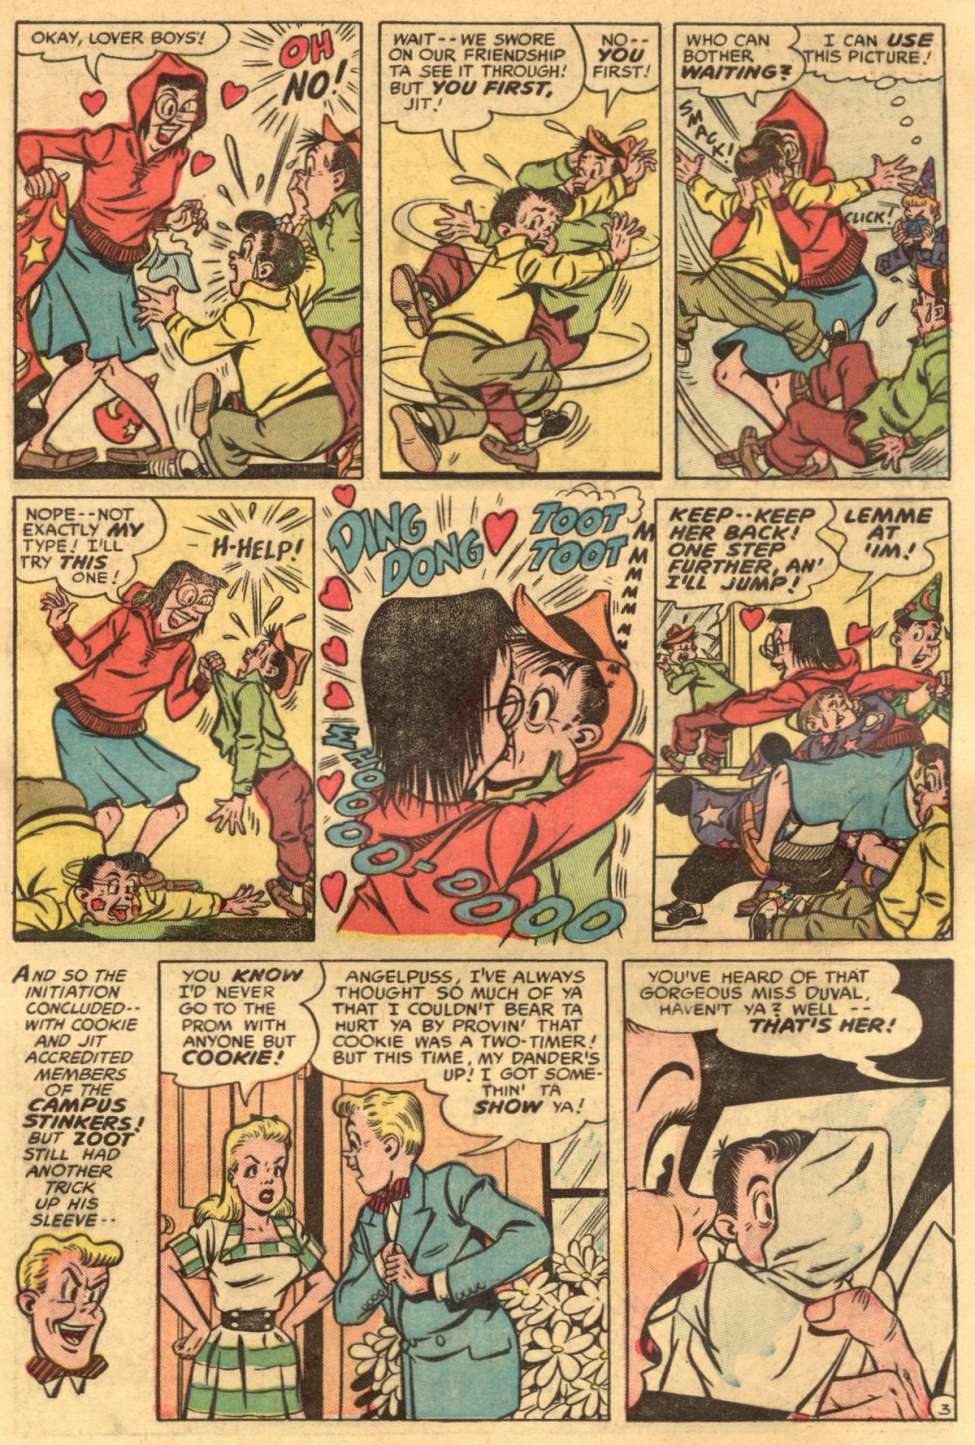 OKAY, LOVER BOYS!
OH
NO!
WAIT--WE SWORE
ON OUR FRIENDSHIP
TA SEE IT THROUGH!
BUT YOU FIRST,
JIT!
NO--
YOU
FIRST!
WHO CAN
BOTHER
WAITING?
I CAN USE
THIS PICTURE!
SMACK!
CLICK!
NOPE--NOT
EXACTLY MY
TYPE! I'LL
TRY THIS
ONE!
H-HELP!
DING
DONG
TOOT
TOOT
MMMMMMM
WHOOOO-OOOOO
KEEP--KEEP
HER BACK!
ONE STEP
FURTHER, AN'
I'LL JUMP!
LEMME
AT
'IM!
AND SO THE
INITIATION
CONCLUDED--
WITH COOKIE
AND JIT
ACCREDITED
MEMBERS
OF THE
CAMPUS
STINKERS!
BUT ZOOT
STILL HAD
ANOTHER
TRICK
UP HIS
SLEEVE--
YOU KNOW
I'D NEVER
GO TO THE
PROM WITH
ANYONE BUT
COOKIE!
ANGELPUSS, I'VE ALWAYS
THOUGHT SO MUCH OF YA
THAT I COULDN'T BEAR TA
HURT YA BY PROVIN' THAT
COOKIE WAS A TWO-TIMER!
BUT THIS TIME, MY DANDER'S
UP! I GOT SOME-
THIN' TA
SHOW YA!
YOU'VE HEARD OF THAT
GORGEOUS MISS DUVAL,
HAVEN'T YA? WELL --
THAT'S HER!
3